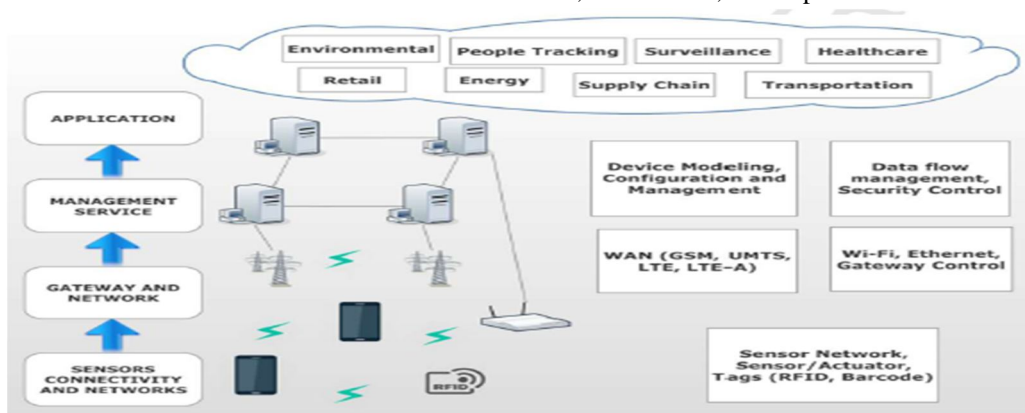 Environmental
People Tracking
Surveillance
Healthcare
Retail
Energy
Supply Chain
Transportation
APPLICATION
MANAGEMENT
SERVICE
GATEWAY AND
NETWORK
SENSORS
CONNECTIVITY
AND NETWORKS
Device Modeling,
Configuration and
Management
Data flow
management,
Security Control
WAN (GSM, UMTS,
LTE, LTE-A)
Wi-Fi, Ethernet,
Gateway Control
Sensor Network,
Sensor/Actuator,
Tags (RFID, Barcode)
RFID